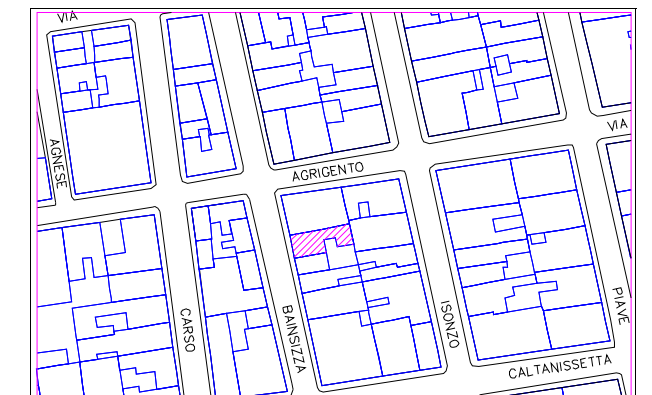 VIA
VIA
AGNESE
AGRIGENTO
CARSO
BAINSIZZA
ISONZO
PIAVE
CALTANISSETTA